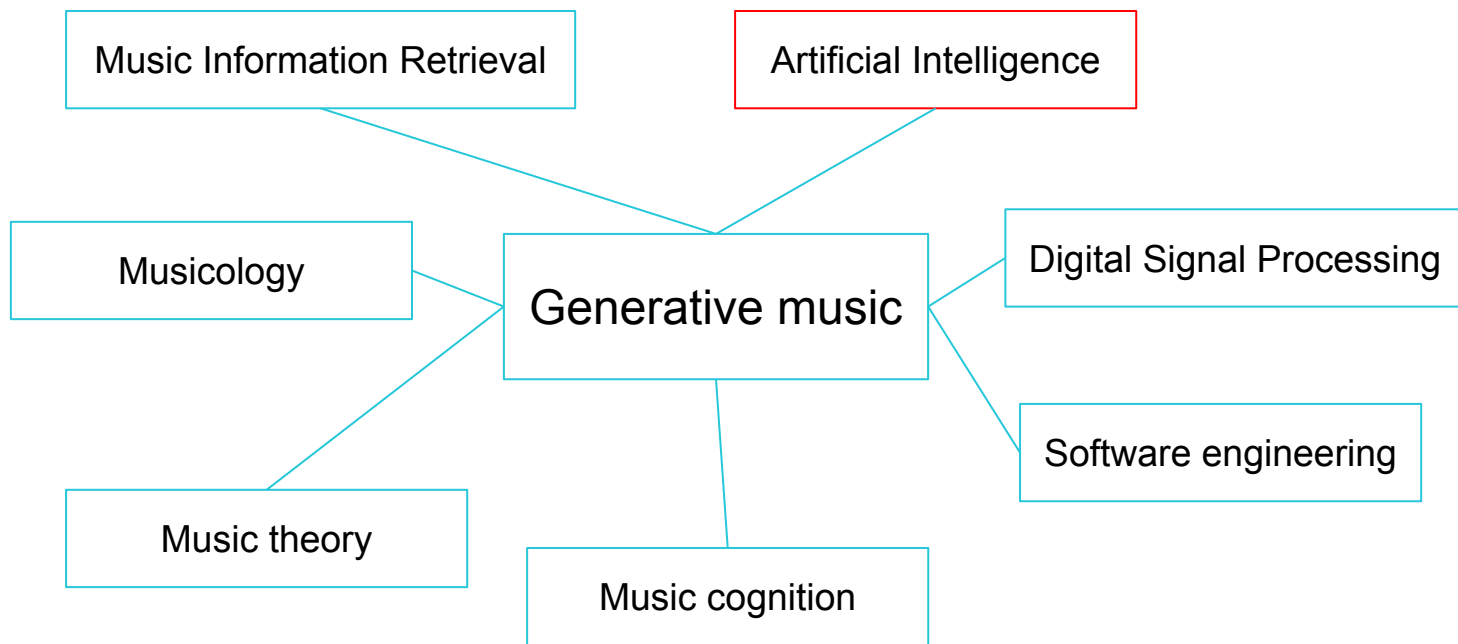 Music Information Retrieval
Artificial Intelligence
Musicology
Generative music
Digital Signal Processing
Software engineering
Music theory
Music cognition